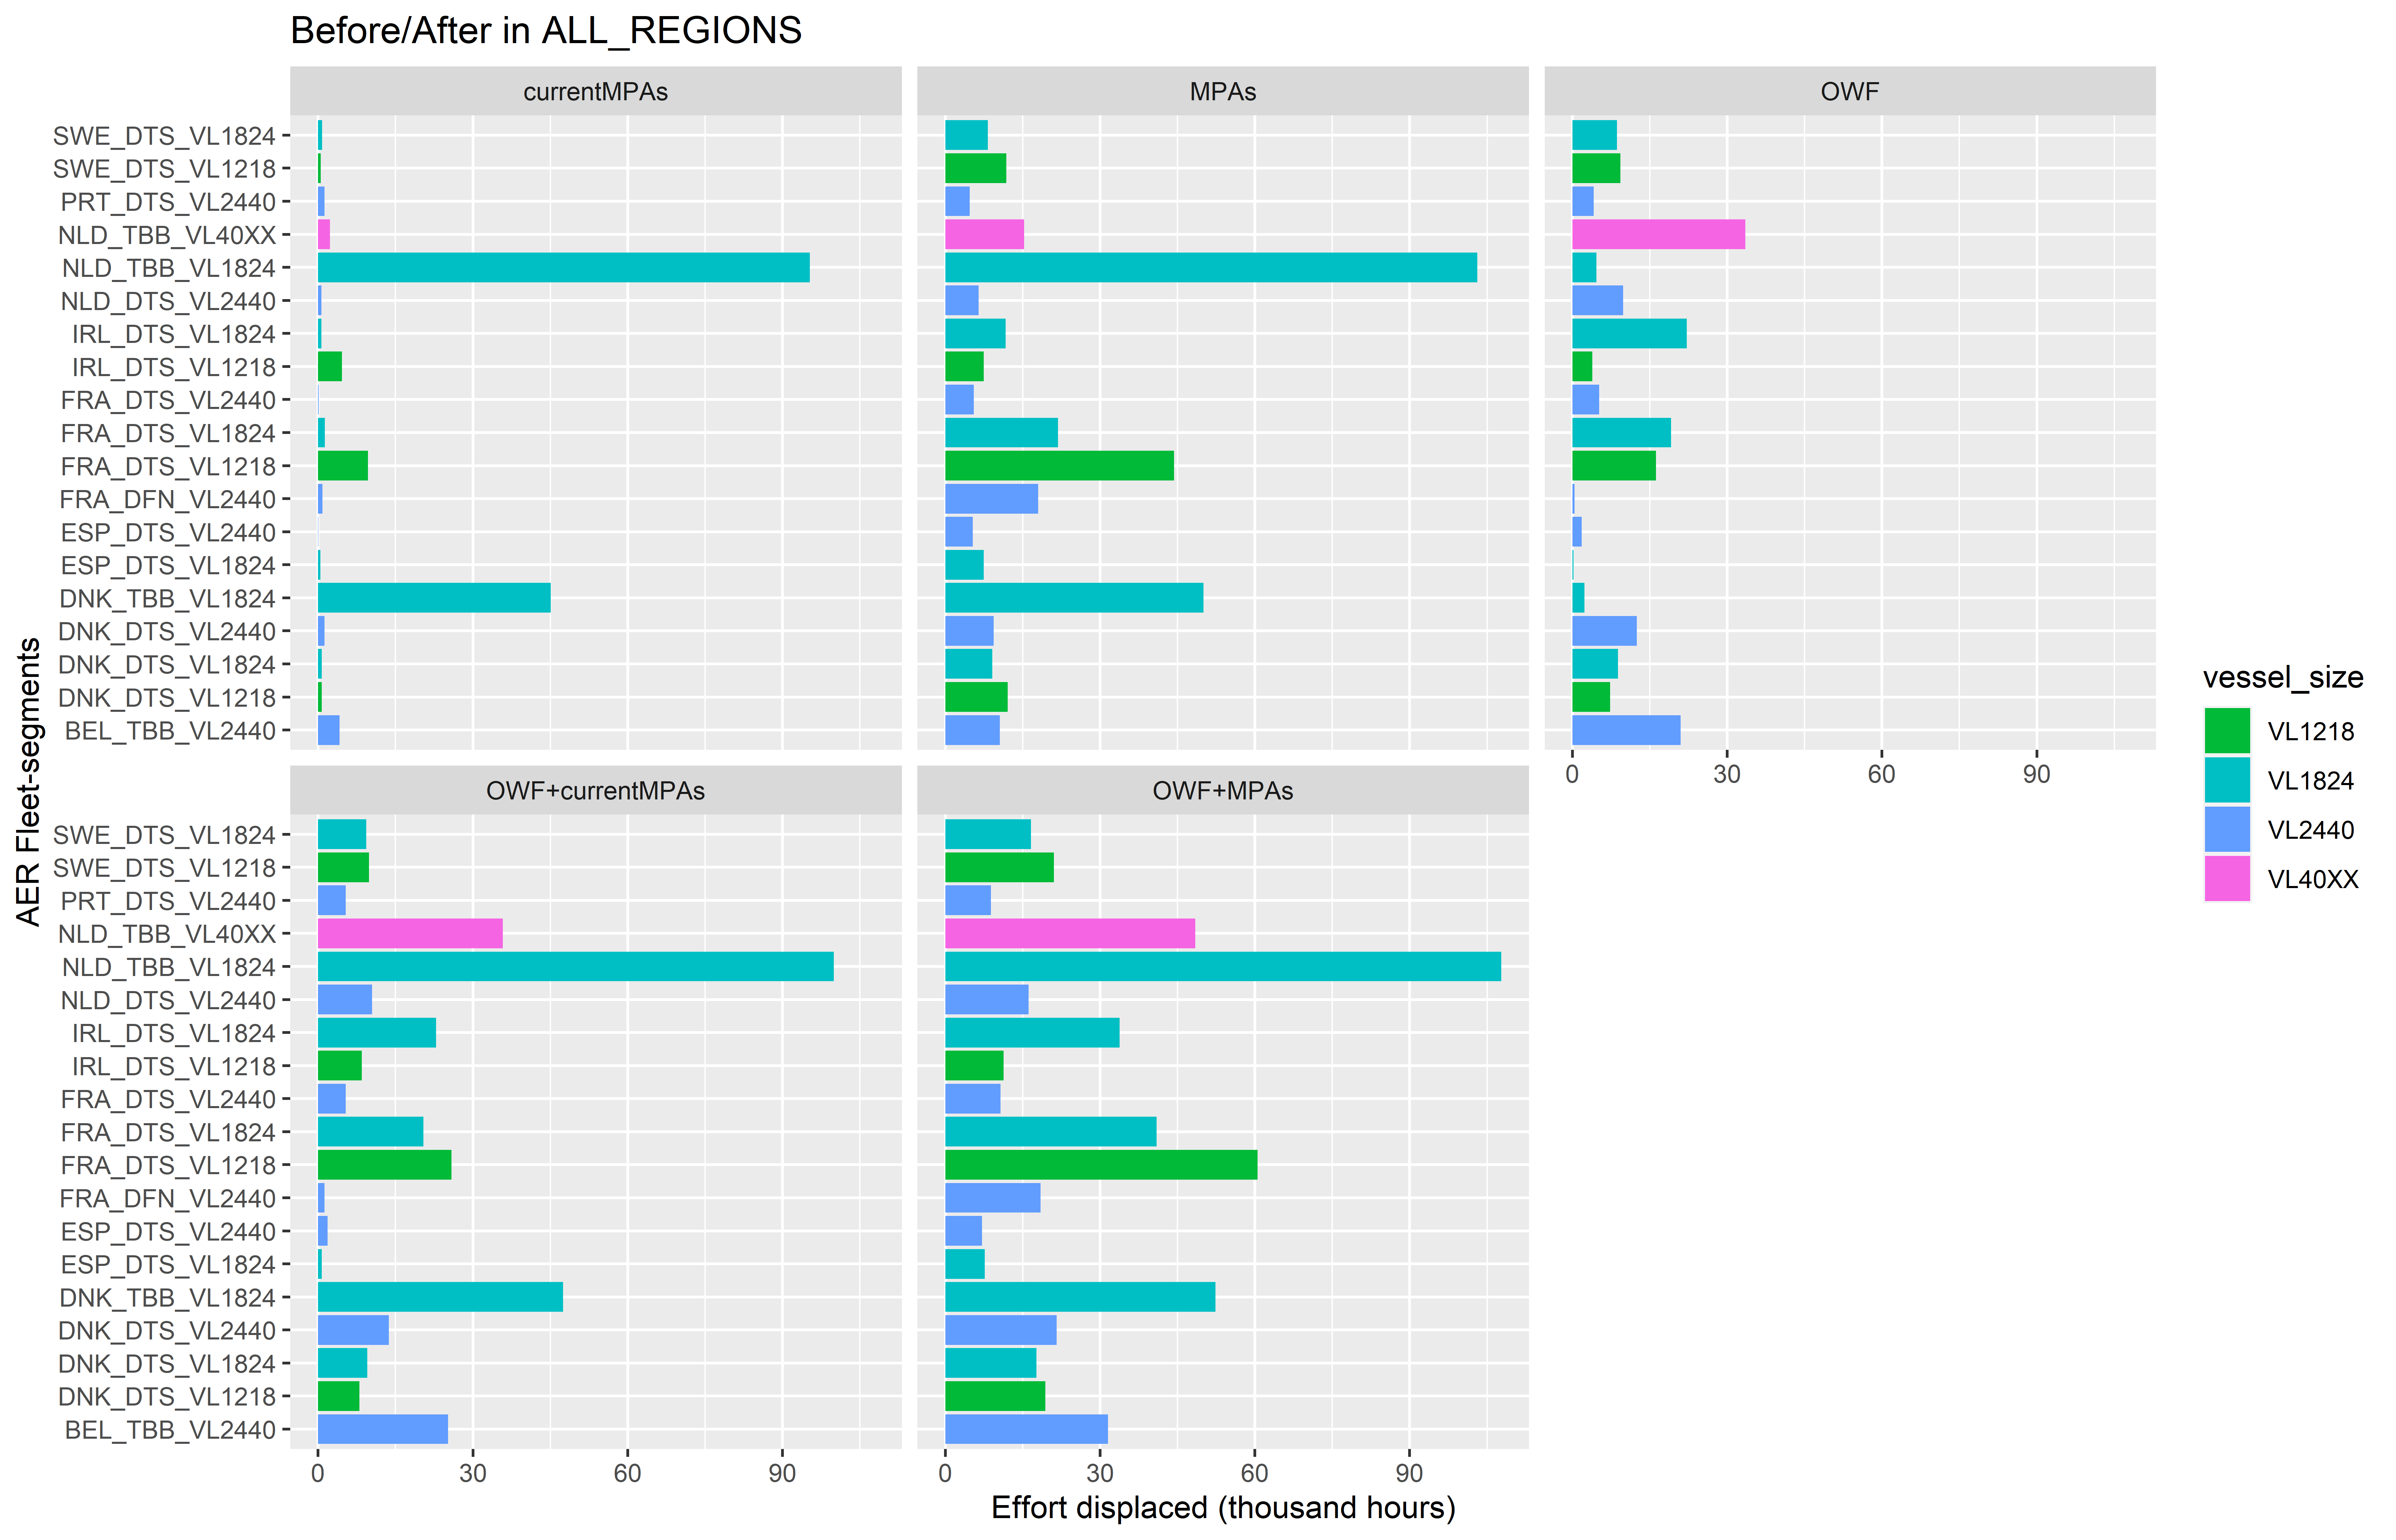 Before/After in ALL_REGIONS
currentMPAs
MPAs
OWF
SWE_DTS_VL1824
SWE_DTS_VL1218
PRT_DTS_VL2440
NLD_TBB_VL40XX
NLD_TBB_VL1824
NLD_DTS_VL2440
IRL_DTS_VL1824
IRL_DTS_VL1218
FRA_DTS_VL2440
FRA_DTS_VL1824
FRA_DTS_VL1218
FRA_DFN_VL2440
ESP_DTS_VL2440
ESP_DTS_VL1824
DNK_TBB_VL1824
DNK_DTS_VL2440
DNK_DTS_VL1824
DNK_DTS_VL1218
BEL_TBB_VL2440
0 30 60 90
OWF+currentMPAs
OWF+MPAs
SWE_DTS_VL1824
SWE_DTS_VL1218
PRT_DTS_VL2440
NLD_TBB_VL40XX
NLD_TBB_VL1824
NLD_DTS_VL2440
IRL_DTS_VL1824
IRL_DTS_VL1218
FRA_DTS_VL2440
FRA_DTS_VL1824
FRA_DTS_VL1218
FRA_DFN_VL2440
ESP_DTS_VL2440
ESP_DTS_VL1824
DNK_TBB_VL1824
DNK_DTS_VL2440
DNK_DTS_VL1824
DNK_DTS_VL1218
BEL_TBB_VL2440
0 30 60 90
0 30 60 90
Effort displaced (thousand hours)
AER Fleet-segments
vessel_size
VL1218
VL1824
VL2440
VL40XX